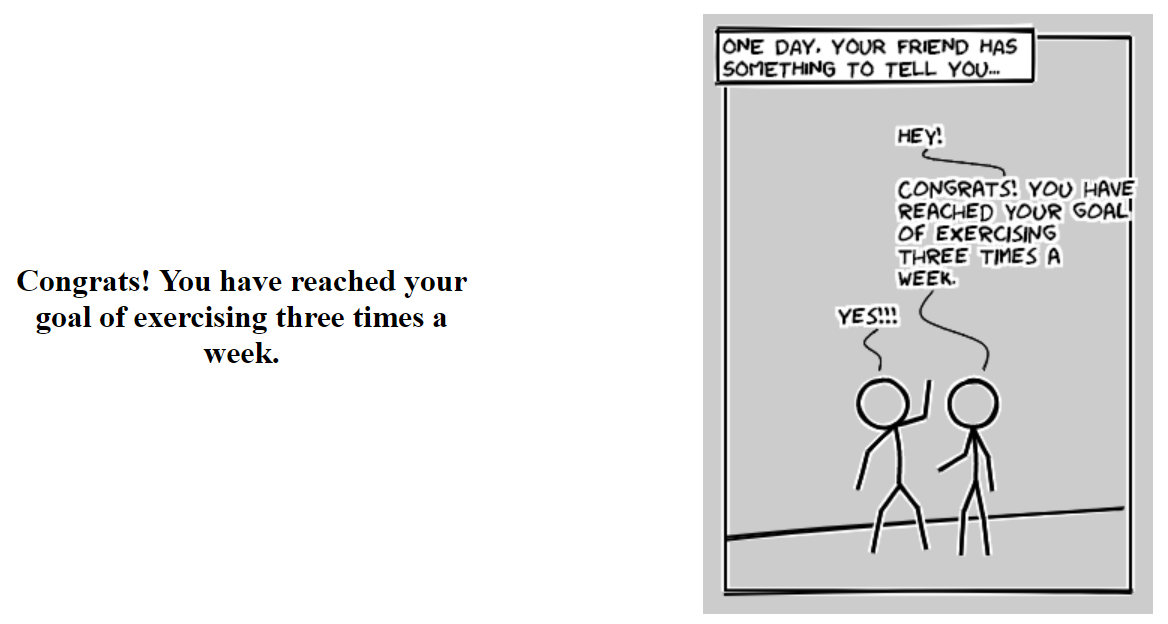 Congrats! You have reached your
goal of exercising three times a
week.
ONE DAY, YOUR FRIEND HAS
SOMETHING TO TELL YOU...
HEY!
CONGRATS! YOU HAVE
REACHED YOUR GOAL
OF EXERCISING
THREE TIMES A
WEEK.
YES!!!